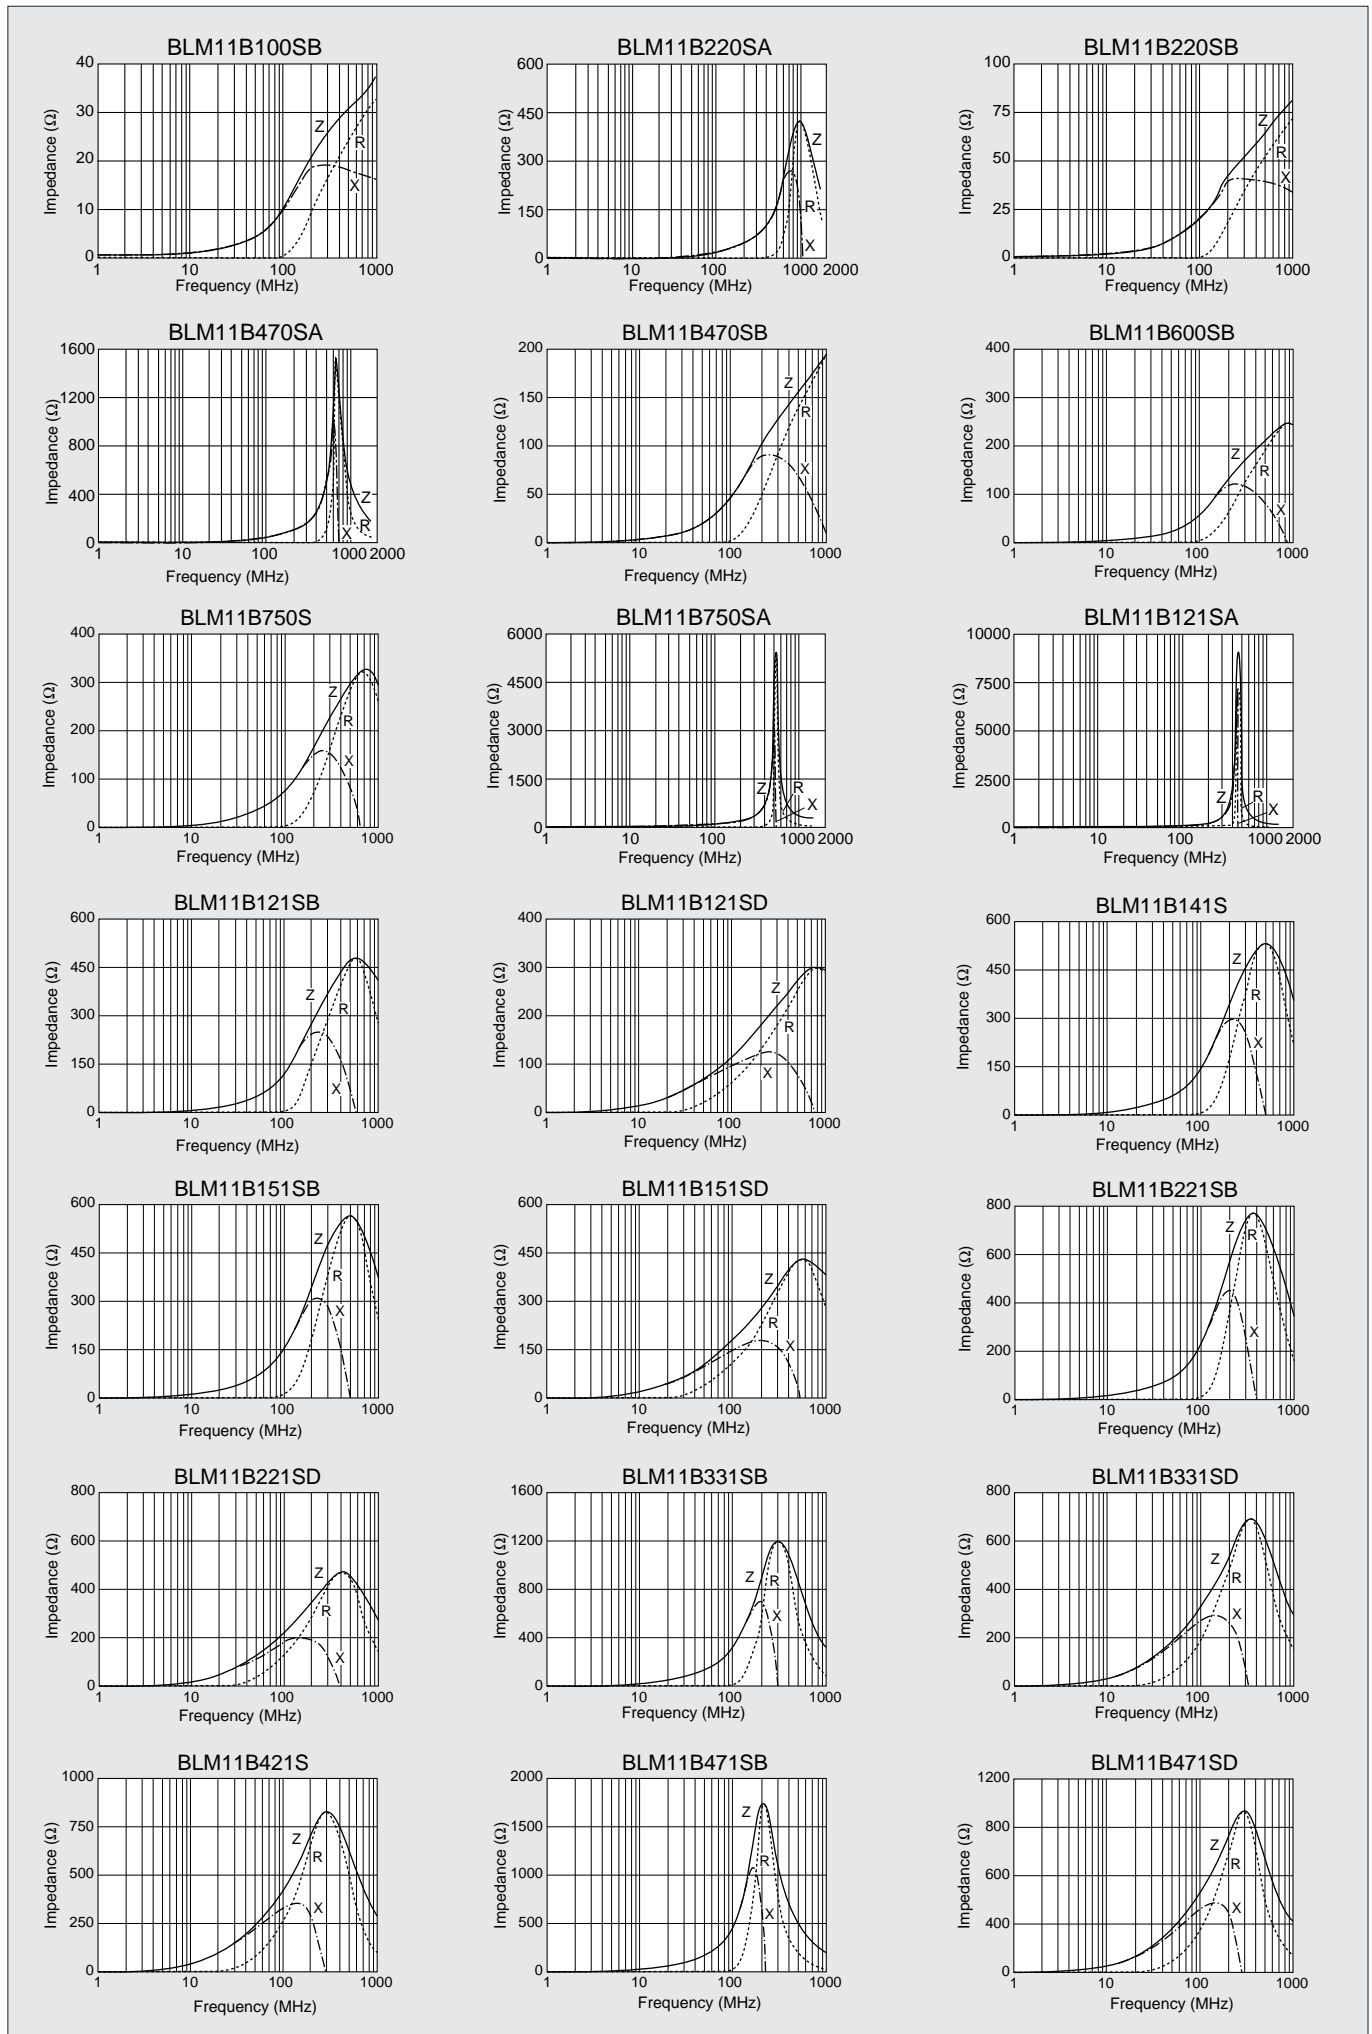 BLM11B100SB
40
30
20
10
0
Impedance (Ω)
Z
R
X
1 10 100 1000
Frequency (MHz)
BLM11B220SA
600
450
300
150
0
Impedance (Ω)
Z
R
X
1 10 100 1000 2000
Frequency (MHz)
BLM11B220SB
100
75
50
25
0
Impedance (Ω)
Z
R
X
1 10 100 1000
Frequency (MHz)
BLM11B470SA
1600
1200
800
400
0
Impedance (Ω)
Z
R
X
1 10 100 1000 2000
Frequency (MHz)
BLM11B470SB
200
150
100
50
0
Impedance (Ω)
Z
R
X
1 10 100 1000
Frequency (MHz)
BLM11B600SB
400
300
200
100
0
Impedance (Ω)
Z
R
X
1 10 100 1000
Frequency (MHz)
BLM11B750S
400
300
200
100
0
Impedance (Ω)
Z
R
X
1 10 100 1000
Frequency (MHz)
BLM11B750SA
6000
4500
3000
1500
0
Impedance (Ω)
Z
R
X
1 10 100 1000 2000
Frequency (MHz)
BLM11B121SA
10000
7500
5000
2500
0
Impedance (Ω)
Z
R
X
1 10 100 1000 2000
Frequency (MHz)
BLM11B121SB
600
450
300
150
0
Impedance (Ω)
Z
R
X
1 10 100 1000
Frequency (MHz)
BLM11B121SD
400
300
200
100
0
Impedance (Ω)
Z
R
X
1 10 100 1000
Frequency (MHz)
BLM11B141S
600
450
300
150
0
Impedance (Ω)
Z
R
X
1 10 100 1000
Frequency (MHz)
BLM11B151SB
600
450
300
150
0
Impedance (Ω)
Z
R
X
1 10 100 1000
Frequency (MHz)
BLM11B151SD
600
450
300
150
0
Impedance (Ω)
Z
R
X
1 10 100 1000
Frequency (MHz)
BLM11B221SB
800
600
400
200
0
Impedance (Ω)
Z
R
X
1 10 100 1000
Frequency (MHz)
BLM11B221SD
800
600
400
200
0
Impedance (Ω)
Z
R
X
1 10 100 1000
Frequency (MHz)
BLM11B331SB
1600
1200
800
400
0
Impedance (Ω)
Z
R
X
1 10 100 1000
Frequency (MHz)
BLM11B331SD
800
600
400
200
0
Impedance (Ω)
Z
R
X
1 10 100 1000
Frequency (MHz)
BLM11B421S
1000
750
500
250
0
Impedance (Ω)
Z
R
X
1 10 100 1000
Frequency (MHz)
BLM11B471SB
2000
1500
1000
500
0
Impedance (Ω)
Z
R
X
1 10 100 1000
Frequency (MHz)
BLM11B471SD
1200
800
600
400
0
Impedance (Ω)
Z
R
X
1 10 100 1000
Frequency (MHz)